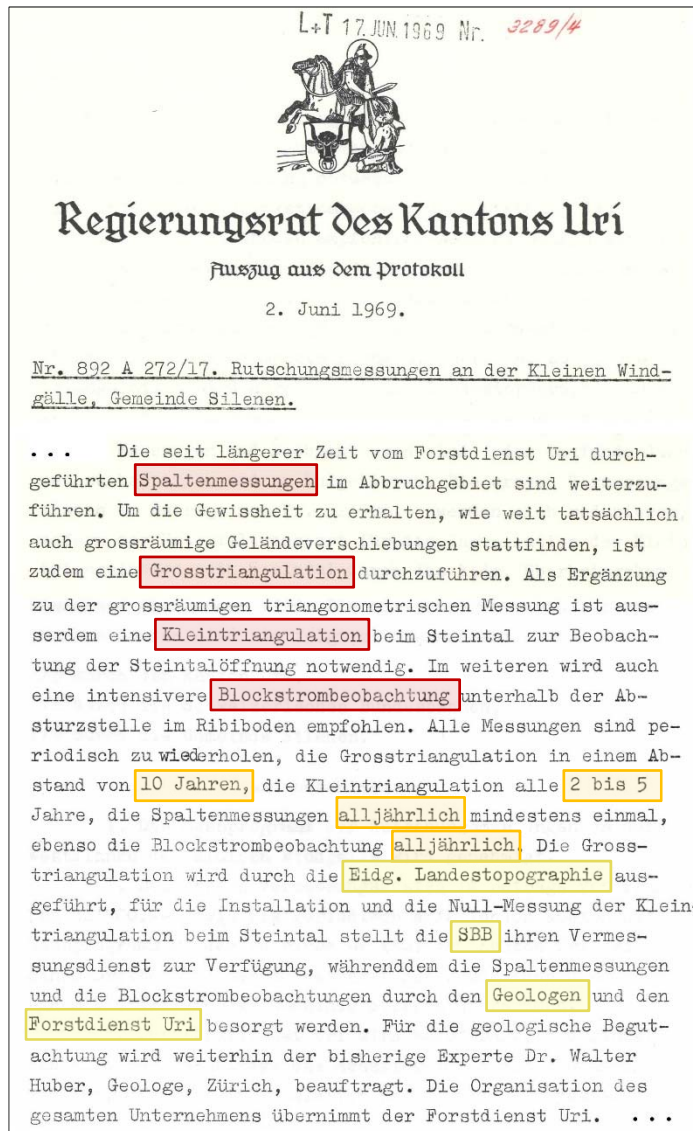 L+T 17. JUN. 1969 Nr. 3289/4
Regierungsrat des Kantons Uri
Auszug aus dem Protokoll
2. Juni 1969.
Nr. 892 A 272/17. Rutschungsmessungen an der Kleinen Wind-
gälle, Gemeinde Silenen.
... Die seit längerer Zeit vom Forstdienst Uri durch-
geführten Spaltenmessungen im Abbruchgebiet sind weiterzu-
führen. Um die Gewissheit zu erhalten, wie weit tatsächlich
auch grossräumige Geländeverschiebungen stattfinden, ist
zudem eine Grosstriangulation durchzuführen. Als Ergänzung
zu der grossräumigen triangonometrischen Messung ist aus-
serdem eine Kleintriangulation beim Steintal zur Beobach-
tung der Steintalöffnung notwendig. Im weiteren wird auch
eine intensivere Blockstrombeobachtung unterhalb der Ab-
sturzstelle im Ribiboden empfohlen. Alle Messungen sind pe-
riodisch zu wiederholen, die Grosstriangulation in einem Ab-
stand von 10 Jahren, die Kleintriangulation alle 2 bis 5
Jahre, die Spaltenmessungen alljährlich mindestens einmal,
ebenso die Blockstrombeobachtung alljährlich. Die Gross-
triangulation wird durch die Eidg. Landestopographie aus-
geführt, für die Installation und die Null-Messung der Klein-
triangulation beim Steintal stellt die SBB ihren Vermes-
sungsdienst zur Verfügung, währenddem die Spaltenmessungen
und die Blockstrombeobachtungen durch den Geologen und den
Forstdienst Uri besorgt werden. Für die geologische Begut-
achtung wird weiterhin der bisherige Experte Dr. Walter
Huber, Geologe, Zürich, beauftragt. Die Organisation des
gesamten Unternehmens übernimmt der Forstdienst Uri. ...